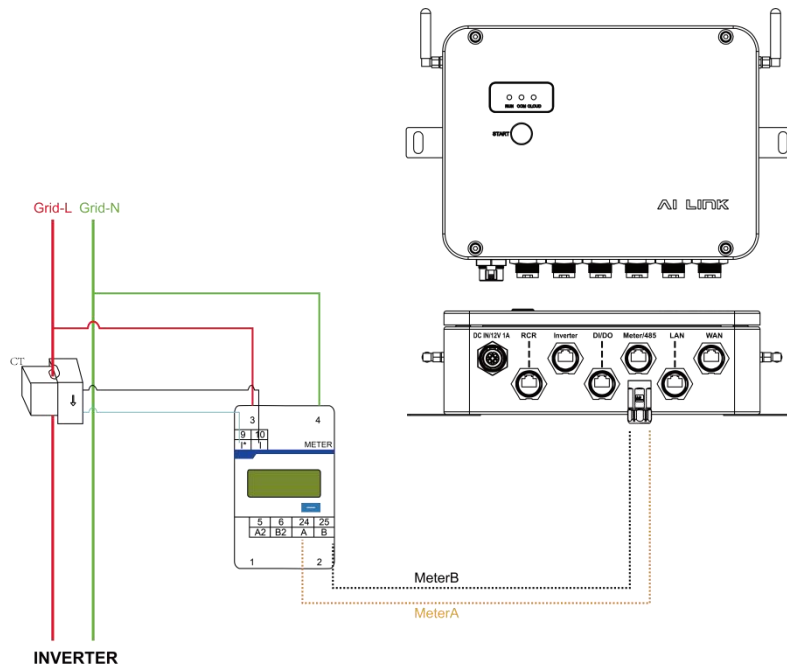 RUN COM CLOUD
START
AI LINK
Grid-L Grid-N
DC IN/12V 1A RCR Inverter DI/DO Meter/485 LAN WAN
CT
3 4
9 10
I* I
METER
5 6 24 25
A2 B2 A B
1 2
MeterB
MeterA
INVERTER